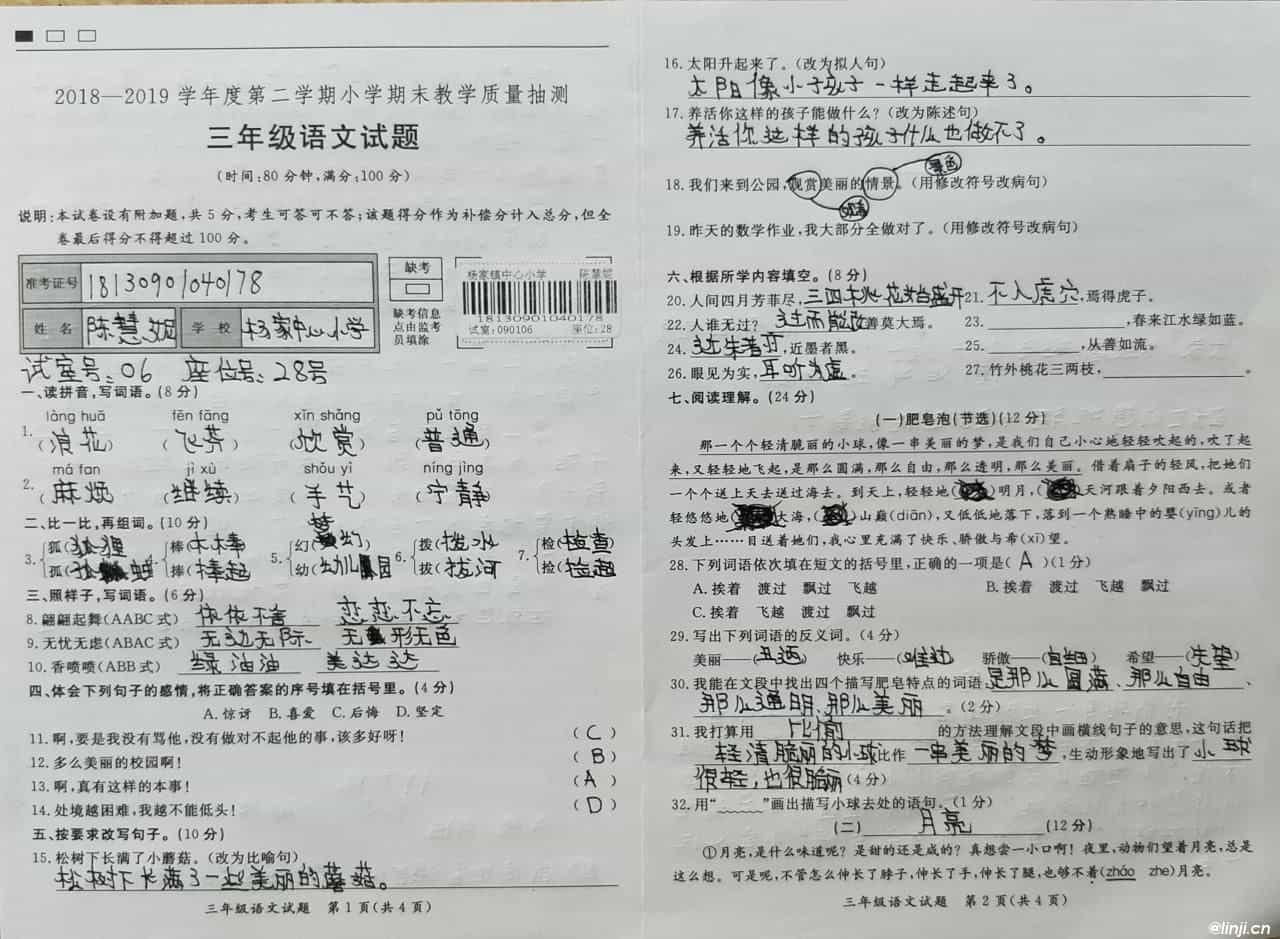 2018—2019 学年度第二学期小学期末教学质量抽测
三年级语文试题
(时间:80 分钟,满分:100 分)
说明:本试卷设有附加题,共 5 分,考生可答可不答;该题得分作为补偿分计入总分,但全
卷最后得分不得超过 100 分。
准考证号 18130901040178
姓 名 陈慧妮 学 校 杨家中心小学
缺考
缺考信息
点由监考
员填涂
杨家镇中心小学 陈慧妮
18130901040178
试室:090106 座位:28
试室号:06 座位号:28号
一、读拼音,写词语。(8 分)
làng huā fēn fāng xīn shǎng pǔ tōng
1.(浪花) (飞芬) (欣赏) (普通)
má fan jì xù shǒu yì níng jìng
2.(麻烦) (继续) (手艺) (宁静)
二、比一比,再组词。(10 分)
3. 狐(狐狸) 4. 棒(木棒) 5. 幻(梦幻) 6. 拨(拨水) 7. 检(检查)
孤( 捧(棒起) 幼(幼儿园) 拔(拔河) 捡(捡起)
三、照样子,写词语。(6 分)
8. 翩翩起舞(AABC 式) 依依不舍 恋恋不忘
9. 无忧无虑(ABAC 式) 无边无际 无形无色
10. 香喷喷(ABB 式) 绿油油 美达达
四、体会下列句子的感情,将正确答案的序号填在括号里。(4 分)
A. 惊讶 B. 喜爱 C. 后悔 D. 坚定
11. 啊,要是我没有骂他,没有做对不起他的事,该多好呀! (C)
12. 多么美丽的校园啊! (B)
13. 啊,真有这样的本事! (A)
14. 处境越困难,我越不能低头! (D)
五、按要求改写句子。(10 分)
15. 松树下长满了小蘑菇。(改为比喻句)
松树下长满了一些美丽的蘑菇。
三年级语文试题 第 1 页(共 4 页)
16. 太阳升起来了。(改为拟人句)
太阳像小孩子一样走起来了。
17. 养活你这样的孩子能做什么?(改为陈述句)
养活你这样的孩子什么也做不了。
景色
18. 我们来到公园,观赏美丽的情景。(用修改符号改病句)
19. 昨天的数学作业,我大部分全做对了。(用修改符号改病句)
六、根据所学内容填空。(8 分)
20. 人间四月芳菲尽,三四桃花始盛开 21. 不入虎穴,焉得虎子。
22. 人谁无过?过而能改善莫大焉。 23. ,春来江水绿如蓝。
24. 近朱者赤,近墨者黑。 25. ,从善如流。
26. 眼见为实,耳听为虚。 27. 竹外桃花三两枝, 。
七、阅读理解。(24 分)
(一)肥皂泡(节选)(12 分)
那一个个轻清脆丽的小球,像一串美丽的梦,是我们自己小心地轻轻吹起的,吹了起
来,又轻轻地飞起,是那么圆满,那么自由,那么透明,那么美丽。借着扇子的轻风,把她们
一个个送上天去送过海去。到天上,轻轻地( )明月,( )天河跟着夕阳西去。或者
轻悠悠地( )大海,( )山巅(diān),又低低地落下,落到一个熟睡中的婴(yīng)儿的
头发上……目送着她们,我心里充满了快乐、骄傲与希(xī)望。
28. 下列词语依次填在短文的括号里,正确的一项是( A )(1 分)
A. 挨着 渡过 飘过 飞越 B. 挨着 渡过 飞越 飘过
C. 挨着 飞越 渡过 飘过
29. 写出下列词语的反义词。(4 分)
美丽——(丑陋) 快乐——( ) 骄傲——( ) 希望——(失望)
30. 我能在文段中找出四个描写肥皂特点的词语:是那么圆满、那么自由、
那么透明、那么美丽。(2 分)
31. 我打算用 比喻 的方法理解文段中画横线句子的意思,这句话把
轻清脆丽的小球比作 一串美丽的梦,生动形象地写出了小球
很轻,也很脆丽(4 分)
32. 用“ ”画出描写小球去处的语句。(1 分)
(二) 月亮 (12 分)
①月亮,是什么味道呢?是甜的还是咸的?真想尝一小口啊!夜里,动物们望着月亮,总是
这么想。可是呢,不管怎么伸长了脖子,伸长了手,伸长了腿,也够不着(zháo zhe)月亮。
三年级语文试题 第 2 页(共 4 页)
@linji.cn